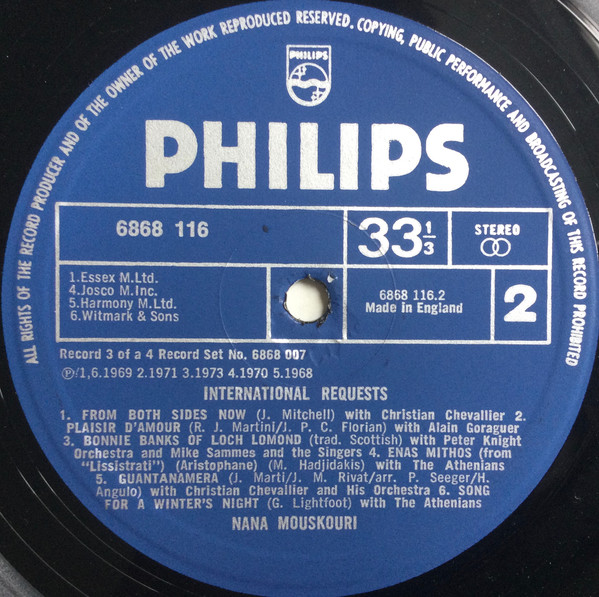 ALL RIGHTS OF THE RECORD PRODUCER AND OF THE OWNER OF THE WORK REPRODUCED RESERVED. COPYING, PUBLIC PERFORMANCE AND BROADCASTING OF THIS RECORD PROHIBITED
PHILIPS
PHILIPS
6868 116
33 1/3
STEREO
1.Essex M.Ltd.
4.Josco M.Inc.
5.Harmony M.Ltd.
6.Witmark & Sons
6868 116.2
Made in England
2
Record 3 of a 4 Record Set No. 6868 007
℗:1,6.1969 2.1971 3.1973 4.1970 5.1968
INTERNATIONAL REQUESTS
1. FROM BOTH SIDES NOW (J. Mitchell) with Christian Chevallier 2.
PLAISIR D'AMOUR (R. J. Martini/J. P. C. Florian) with Alain Goraguer
3. BONNIE BANKS OF LOCH LOMOND (trad. Scottish) with Peter Knight
Orchestra and Mike Sammes and the Singers 4. ENAS MITHOS (from
"Lissistrati") (Aristophane) (M. Hadjidakis) with The Athenians
5. GUANTANAMERA (J. Marti/J. M. Rivat/arr. P. Seeger/H.
Angulo) with Christian Chevallier and His Orchestra 6. SONG
FOR A WINTER'S NIGHT (G. Lightfoot) with The Athenians
NANA MOUSKOURI